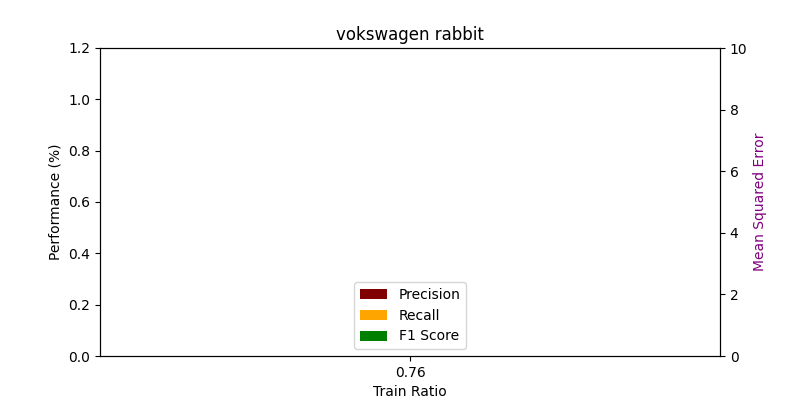 vokswagen rabbit
1.2
1.0
0.8
0.6
0.4
0.2
0.0
Performance (%)
10
8
6
4
2
0
Mean Squared Error
Precision
Recall
F1 Score
0.76
Train Ratio